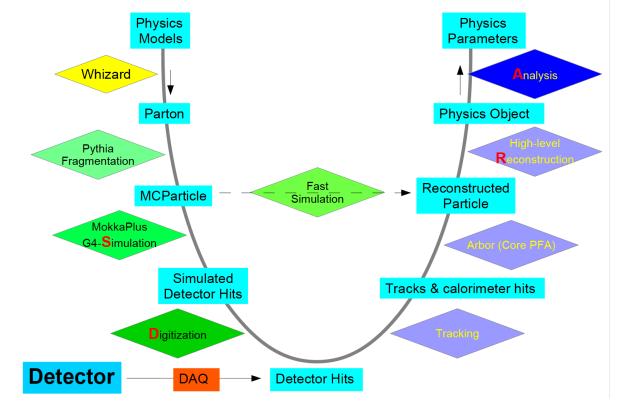 Physics
Models
Physics
Parameters
Whizard
Analysis
Parton
Physics Object
Pythia
Fragmentation
High-level
Reconstruction
MCParticle
Fast
Simulation
Reconstructed
Particle
MokkaPlus
G4-Simulation
Arbor (Core PFA)
Simulated
Detector Hits
Tracks & calorimeter hits
Digitization
Tracking
Detector
DAQ
Detector Hits